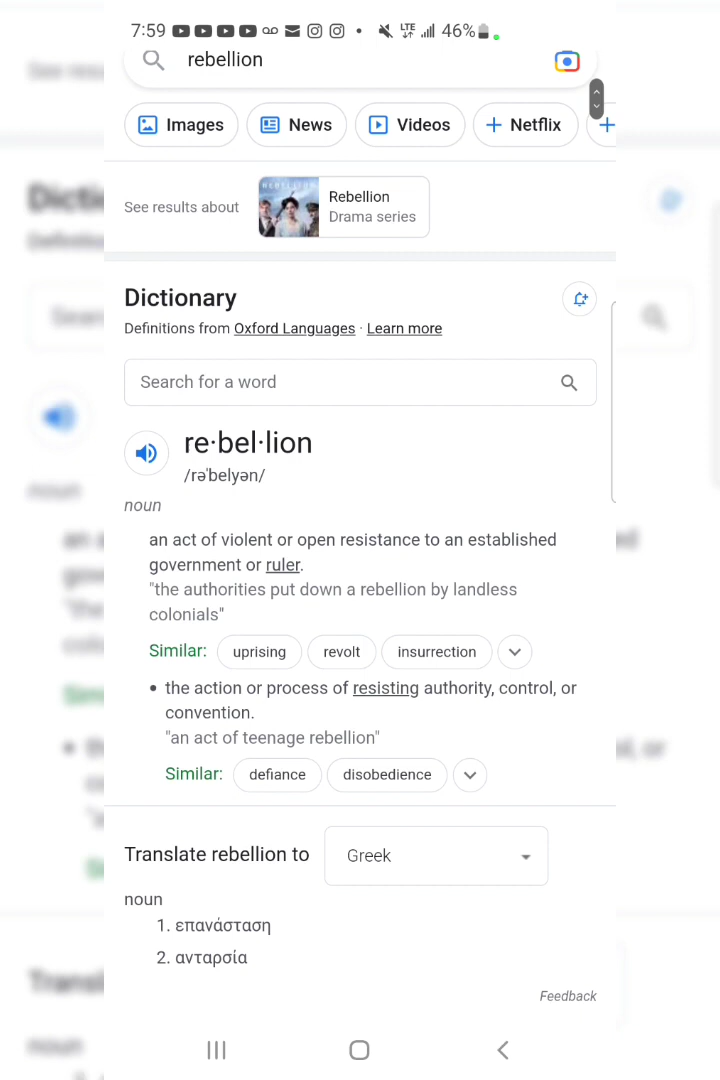 7:59 LTE 46%
rebellion
Images News Videos + Netflix +
See results about Rebellion
Drama series
Dictionary
Definitions from Oxford Languages · Learn more
Search for a word
re·bel·lion
/rəˈbelyən/
noun
an act of violent or open resistance to an established
government or ruler.
"the authorities put down a rebellion by landless
colonials"
Similar: uprising revolt insurrection
• the action or process of resisting authority, control, or
convention.
"an act of teenage rebellion"
Similar: defiance disobedience
Translate rebellion to Greek
noun
1. επανάσταση
2. ανταρσία
Feedback